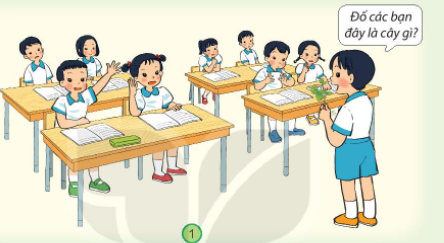 Đố các bạn
đây là cây gì?
1